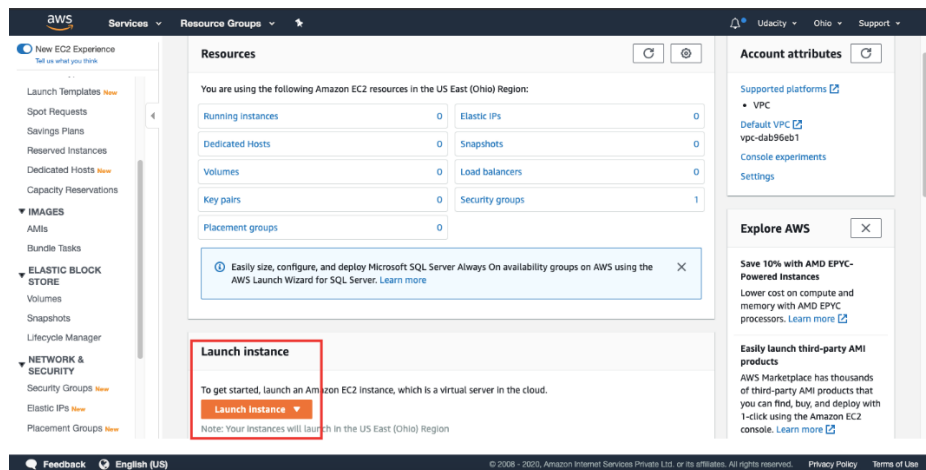 aws
Services
Resource Groups
Udacity
Ohio
Support
New EC2 Experience
Tell us what you think
Launch Templates New
Spot Requests
Savings Plans
Reserved Instances
Dedicated Hosts New
Capacity Reservations
IMAGES
AMIs
Bundle Tasks
ELASTIC BLOCK
STORE
Volumes
Snapshots
Lifecycle Manager
NETWORK &
SECURITY
Security Groups New
Elastic IPs New
Placement Groups New
Resources
You are using the following Amazon EC2 resources in the US East (Ohio) Region:
Running instances 0
Elastic IPs 0
Dedicated Hosts 0
Snapshots 0
Volumes 0
Load balancers 0
Key pairs 0
Security groups 1
Placement groups 0
Easily size, configure, and deploy Microsoft SQL Server Always On availability groups on AWS using the
AWS Launch Wizard for SQL Server. Learn more
Launch instance
To get started, launch an Amazon EC2 instance, which is a virtual server in the cloud.
Launch instance
Note: Your instances will launch in the US East (Ohio) Region
Account attributes
Supported platforms
• VPC
Default VPC
vpc-dab96eb1
Console experiments
Settings
Explore AWS
Save 10% with AMD EPYC-
Powered Instances
Lower cost on compute and
memory with AMD EPYC
processors. Learn more
Easily launch third-party AMI
products
AWS Marketplace has thousands
of third-party AMI products that
you can find, buy, and deploy with
1-click using the Amazon EC2
console. Learn more
Feedback
English (US)
© 2008 - 2020, Amazon Internet Services Private Ltd. or its affiliates. All rights reserved.
Privacy Policy
Terms of Use